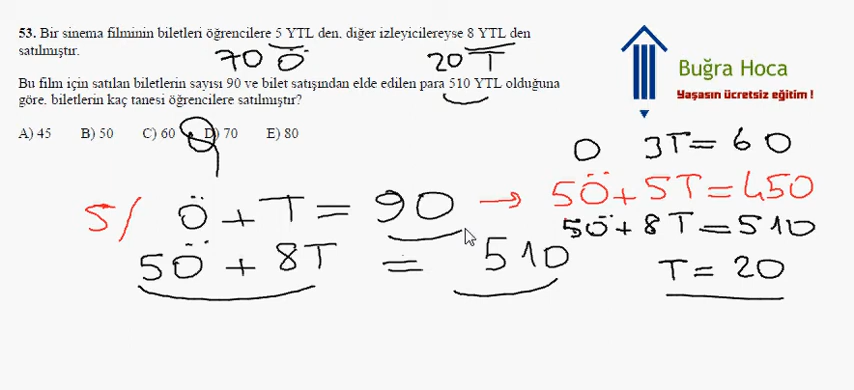 53. Bir sinema filminin biletleri öğrencilere 5 YTL den, diğer izleyicilereyse 8 YTL den
satılmıştır.
70 Ö 20 T
Bu film için satılan biletlerin sayısı 90 ve bilet satışından elde edilen para 510 YTL olduğuna
göre, biletlerin kaç tanesi öğrencilere satılmıştır?
A) 45 B) 50 C) 60 D) 70 E) 80
Buğra Hoca
Yaşasın ücretsiz eğitim !
0 3T = 60
5/ Ö + T = 90 → 5Ö + 5T = 450
5Ö + 8T = 510
5Ö + 8T = 510
T = 20